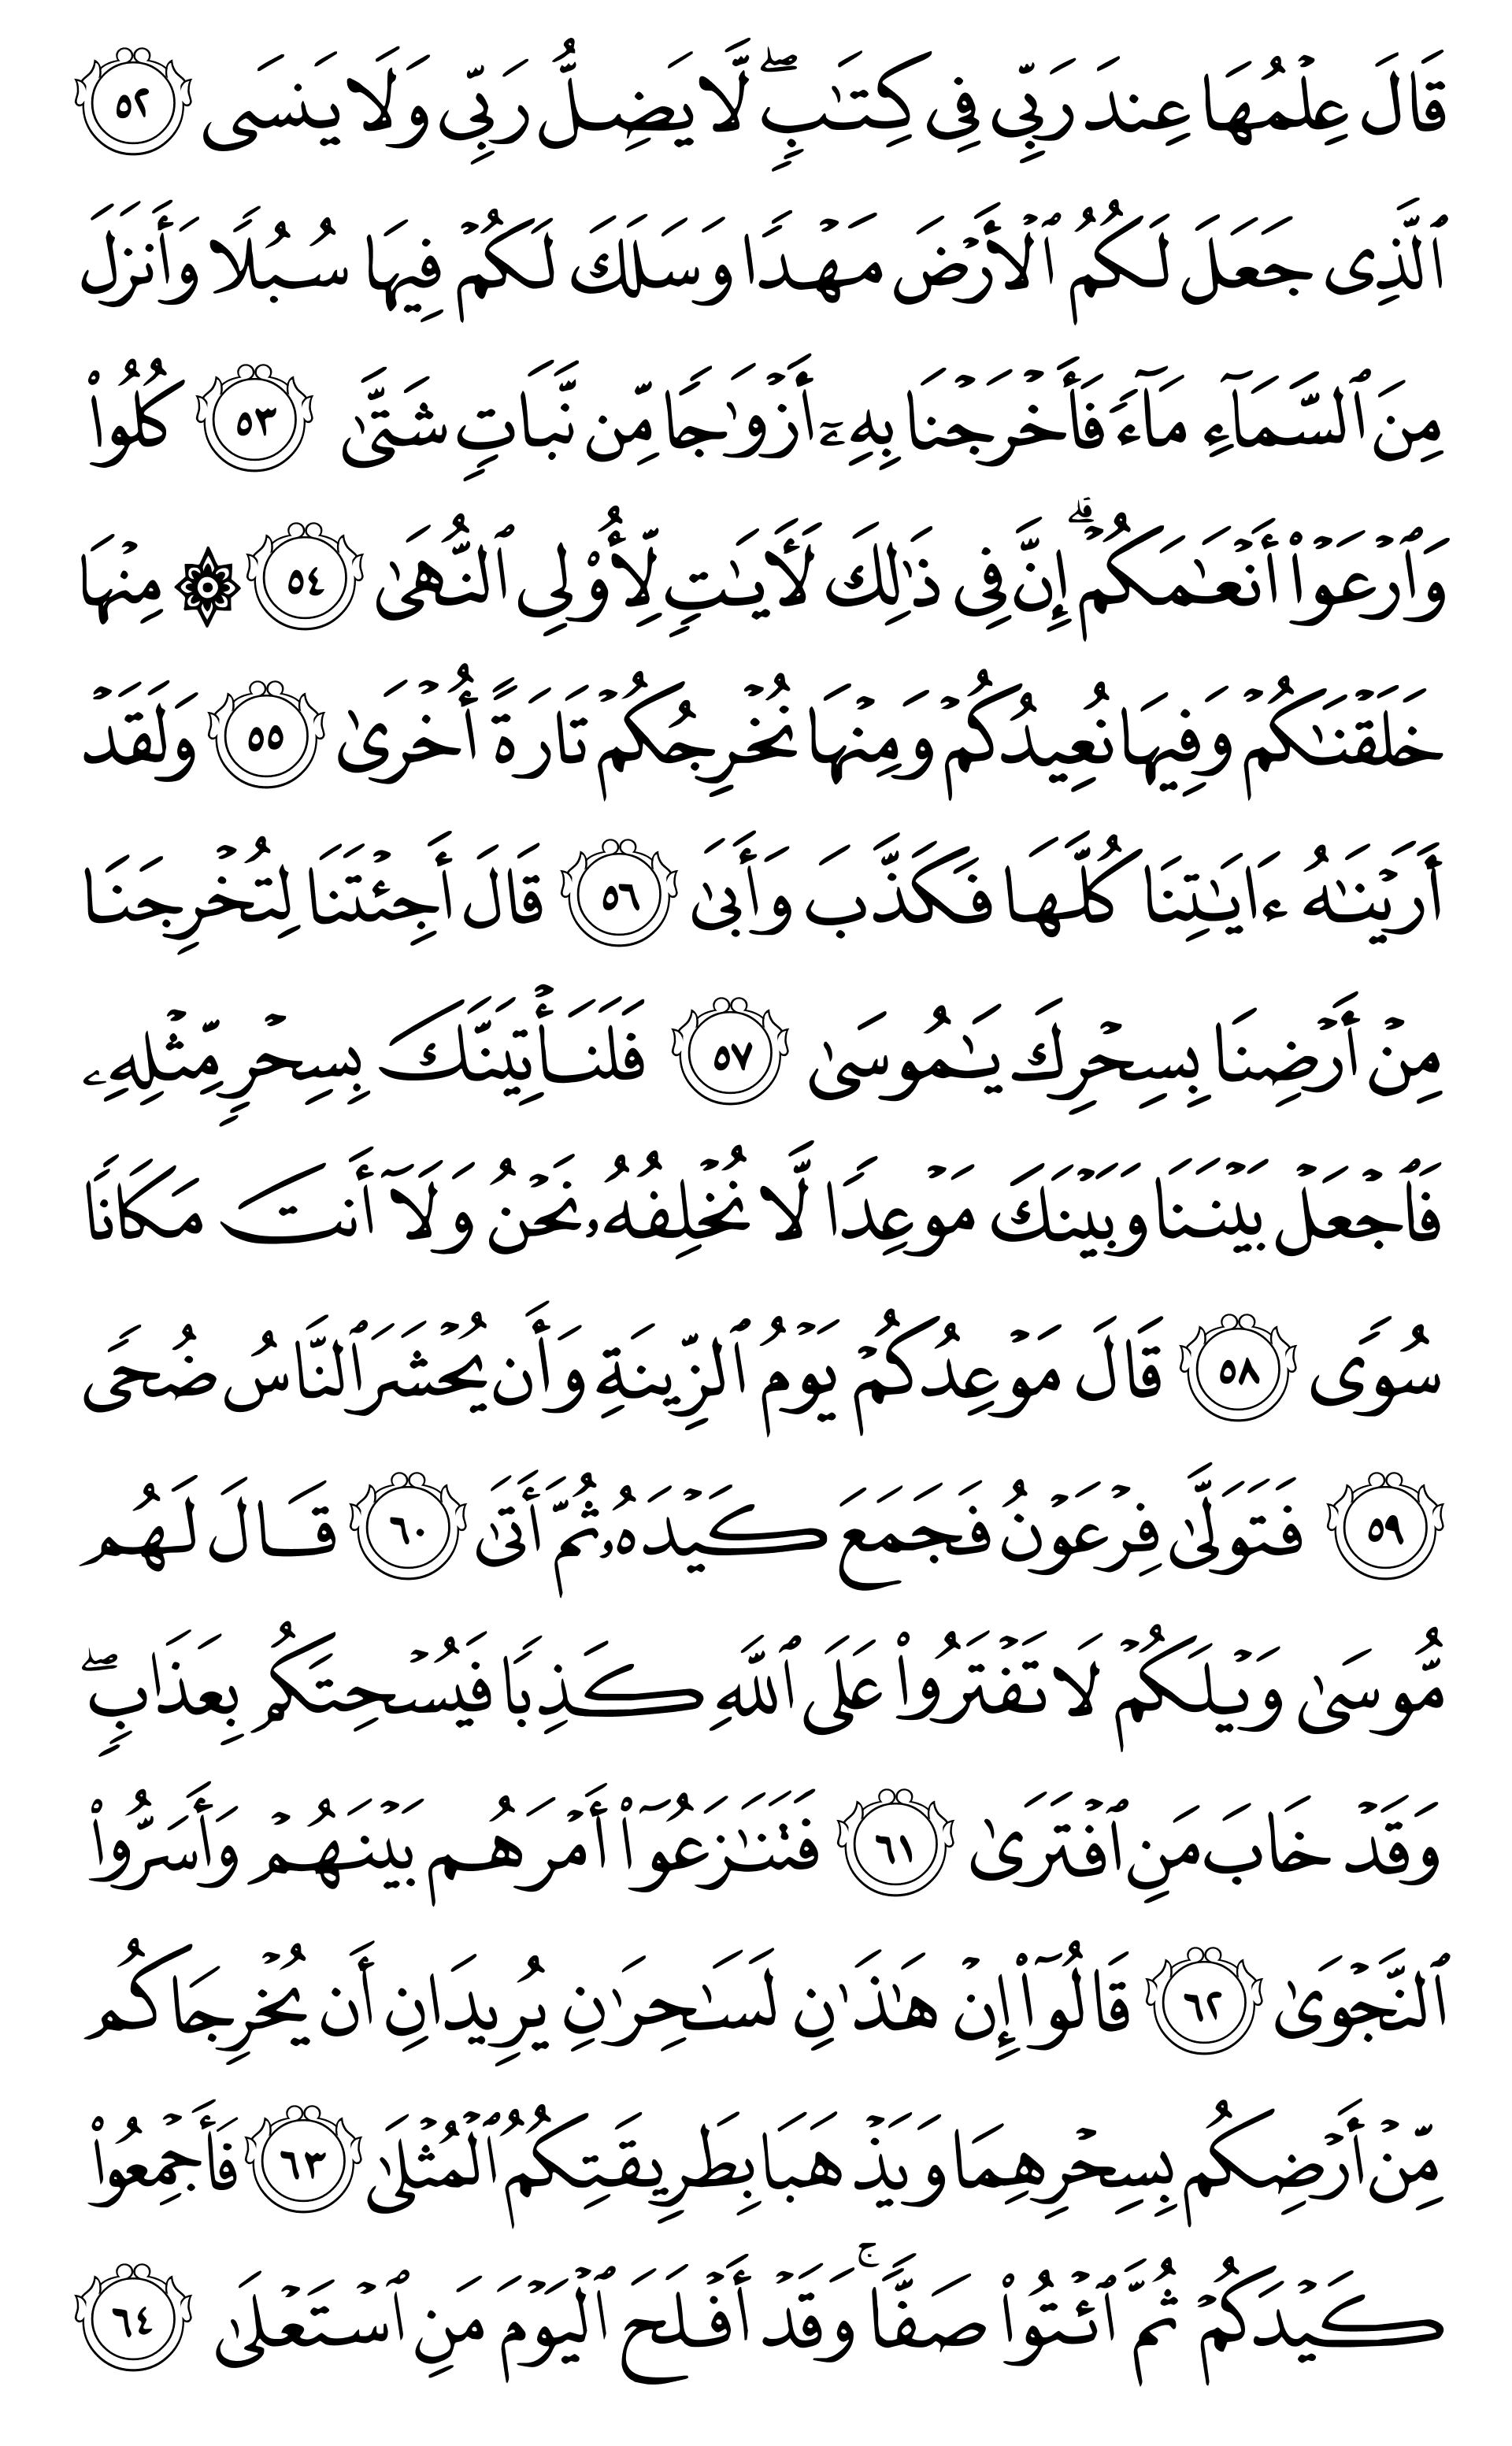 قَالَ عِلْمُهَا عِندَ رَبِّى فِى كِتَٰبٍۖ لَّا يَضِلُّ رَبِّى وَلَا يَنسَى ٥٢
ٱلَّذِى جَعَلَ لَكُمُ ٱلْأَرْضَ مَهْدًا وَسَلَكَ لَكُمْ فِيهَا سُبُلًا وَأَنزَلَ
مِنَ ٱلسَّمَآءِ مَآءً فَأَخْرَجْنَا بِهِۦٓ أَزْوَٰجًا مِّن نَّبَاتٍ شَتَّىٰ ٥٣ كُلُوا۟
وَٱرْعَوْا۟ أَنْعَٰمَكُمْۗ إِنَّ فِى ذَٰلِكَ لَأَيَٰتٍ لِّأُو۟لِى ٱلنُّهَىٰ ٥٤ ۞ مِنْهَا
خَلَقْنَٰكُمْ وَفِيهَا نُعِيدُكُمْ وَمِنْهَا نُخْرِجُكُمْ تَارَةً أُخْرَىٰ ٥٥ وَلَقَدْ
أَرَيْنَٰهُ ءَايَٰتِنَا كُلَّهَا فَكَذَّبَ وَأَبَىٰ ٥٦ قَالَ أَجِئْتَنَا لِتُخْرِجَنَا
مِنْ أَرْضِنَا بِسِحْرِكَ يَٰمُوسَىٰ ٥٧ فَلَنَأْتِيَنَّكَ بِسِحْرٍ مِّثْلِهِۦ
فَٱجْعَلْ بَيْنَنَا وَبَيْنَكَ مَوْعِدًا لَّا نُخْلِفُهُۥ نَحْنُ وَلَآ أَنتَ مَكَانًا
سُوًى ٥٨ قَالَ مَوْعِدُكُمْ يَوْمُ ٱلزِّينَةِ وَأَن يُحْشَرَ ٱلنَّاسُ ضُحًى
٥٩ فَتَوَلَّىٰ فِرْعَوْنُ فَجَمَعَ كَيْدَهُۥ ثُمَّ أَتَىٰ ٦٠ قَالَ لَهُم
مُّوسَىٰ وَيْلَكُمْ لَا تَفْتَرُوا۟ عَلَى ٱللَّهِ كَذِبًا فَيُسْحِتَكُم بِعَذَابٍۖ
وَقَدْ خَابَ مَنِ ٱفْتَرَىٰ ٦١ فَتَنَٰزَعُوٓا۟ أَمْرَهُم بَيْنَهُمْ وَأَسَرُّوا۟
ٱلنَّجْوَىٰ ٦٢ قَالُوٓا۟ إِنْ هَٰذَٰنِ لَسَٰحِرَٰنِ يُرِيدَانِ أَن يُخْرِجَاكُم
مِّنْ أَرْضِكُم بِسِحْرِهِمَا وَيَذْهَبَا بِطَرِيقَتِكُمُ ٱلْمُثْلَىٰ ٦٣ فَأَجْمِعُوا۟
كَيْدَكُمْ ثُمَّ ٱئْتُوا۟ صَفًّاۚ وَقَدْ أَفْلَحَ ٱلْيَوْمَ مَنِ ٱسْتَعْلَىٰ ٦٤